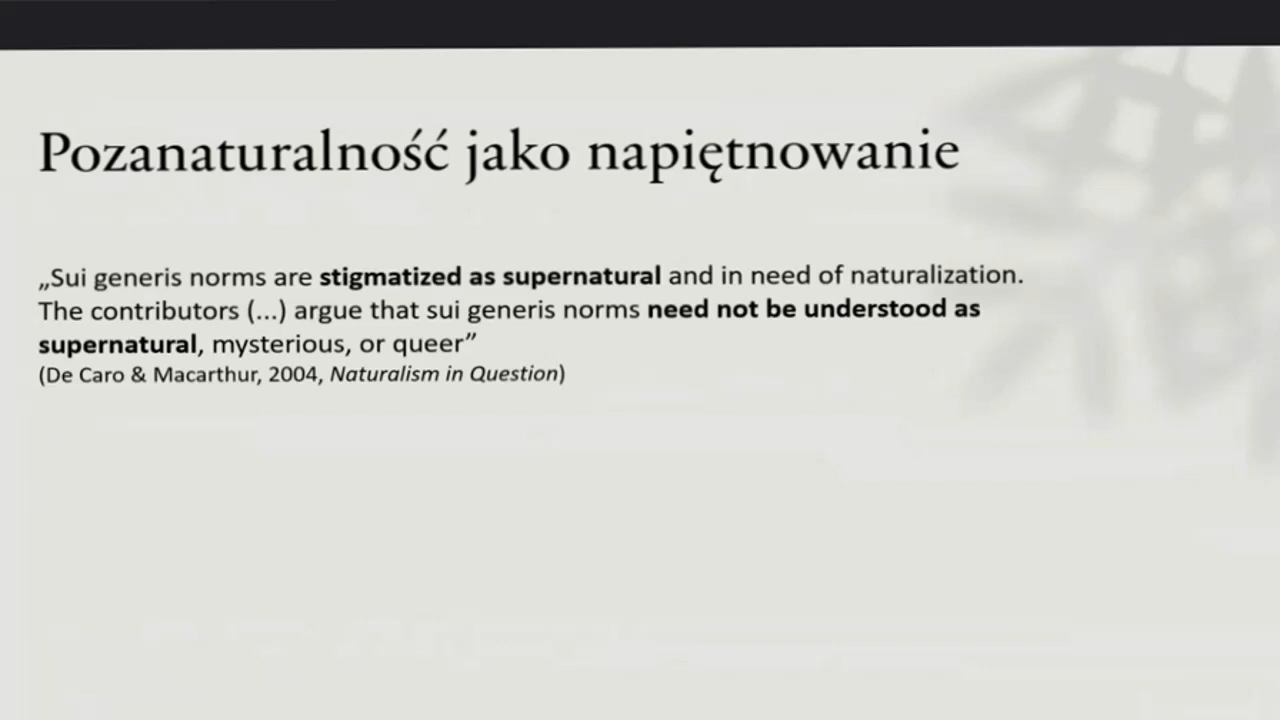 Pozanaturalność jako napiętnowanie
„Sui generis norms are stigmatized as supernatural and in need of naturalization.
The contributors (...) argue that sui generis norms need not be understood as
supernatural, mysterious, or queer”
(De Caro & Macarthur, 2004, Naturalism in Question)